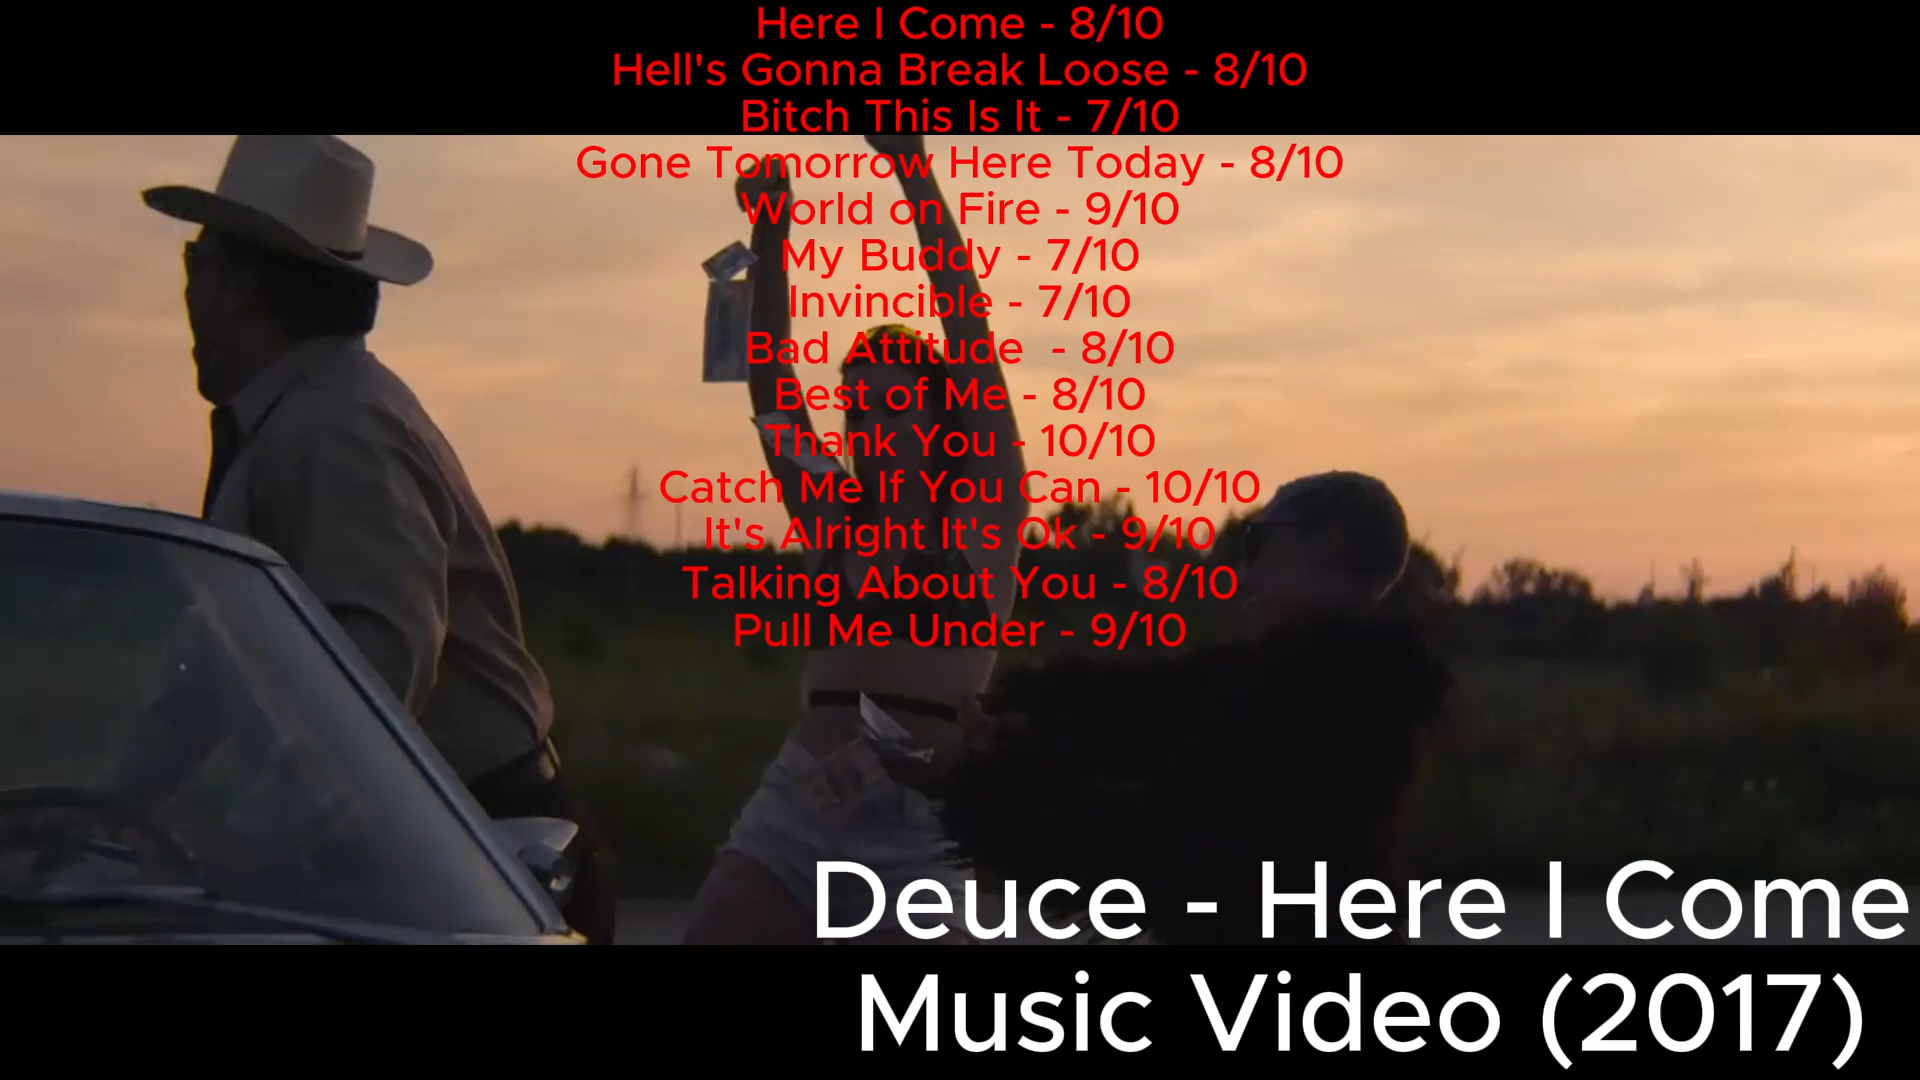 Here I Come - 8/10
Hell's Gonna Break Loose - 8/10
Bitch This Is It - 7/10
Gone Tomorrow Here Today - 8/10
World on Fire - 9/10
My Buddy - 7/10
Invincible - 7/10
Bad Attitude  - 8/10
Best of Me - 8/10
Thank You - 10/10
Catch Me If You Can - 10/10
It's Alright It's Ok - 9/10
Talking About You - 8/10
Pull Me Under - 9/10
Deuce - Here I Come
Music Video (2017)